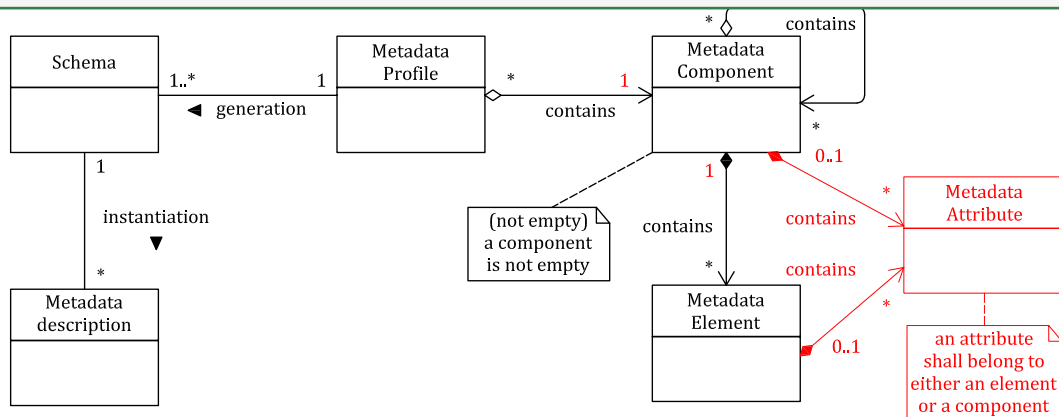 *
contains
Schema
Metadata
Profile
Metadata
Component
1..*
1
*
1
generation
contains
*
1
1
0..1
*
Metadata
Attribute
instantiation
(not empty)
a component
is not empty
contains
contains
contains
*
*
*
Metadata
description
Metadata
Element
0..1
an attribute
shall belong to
either an element
or a component